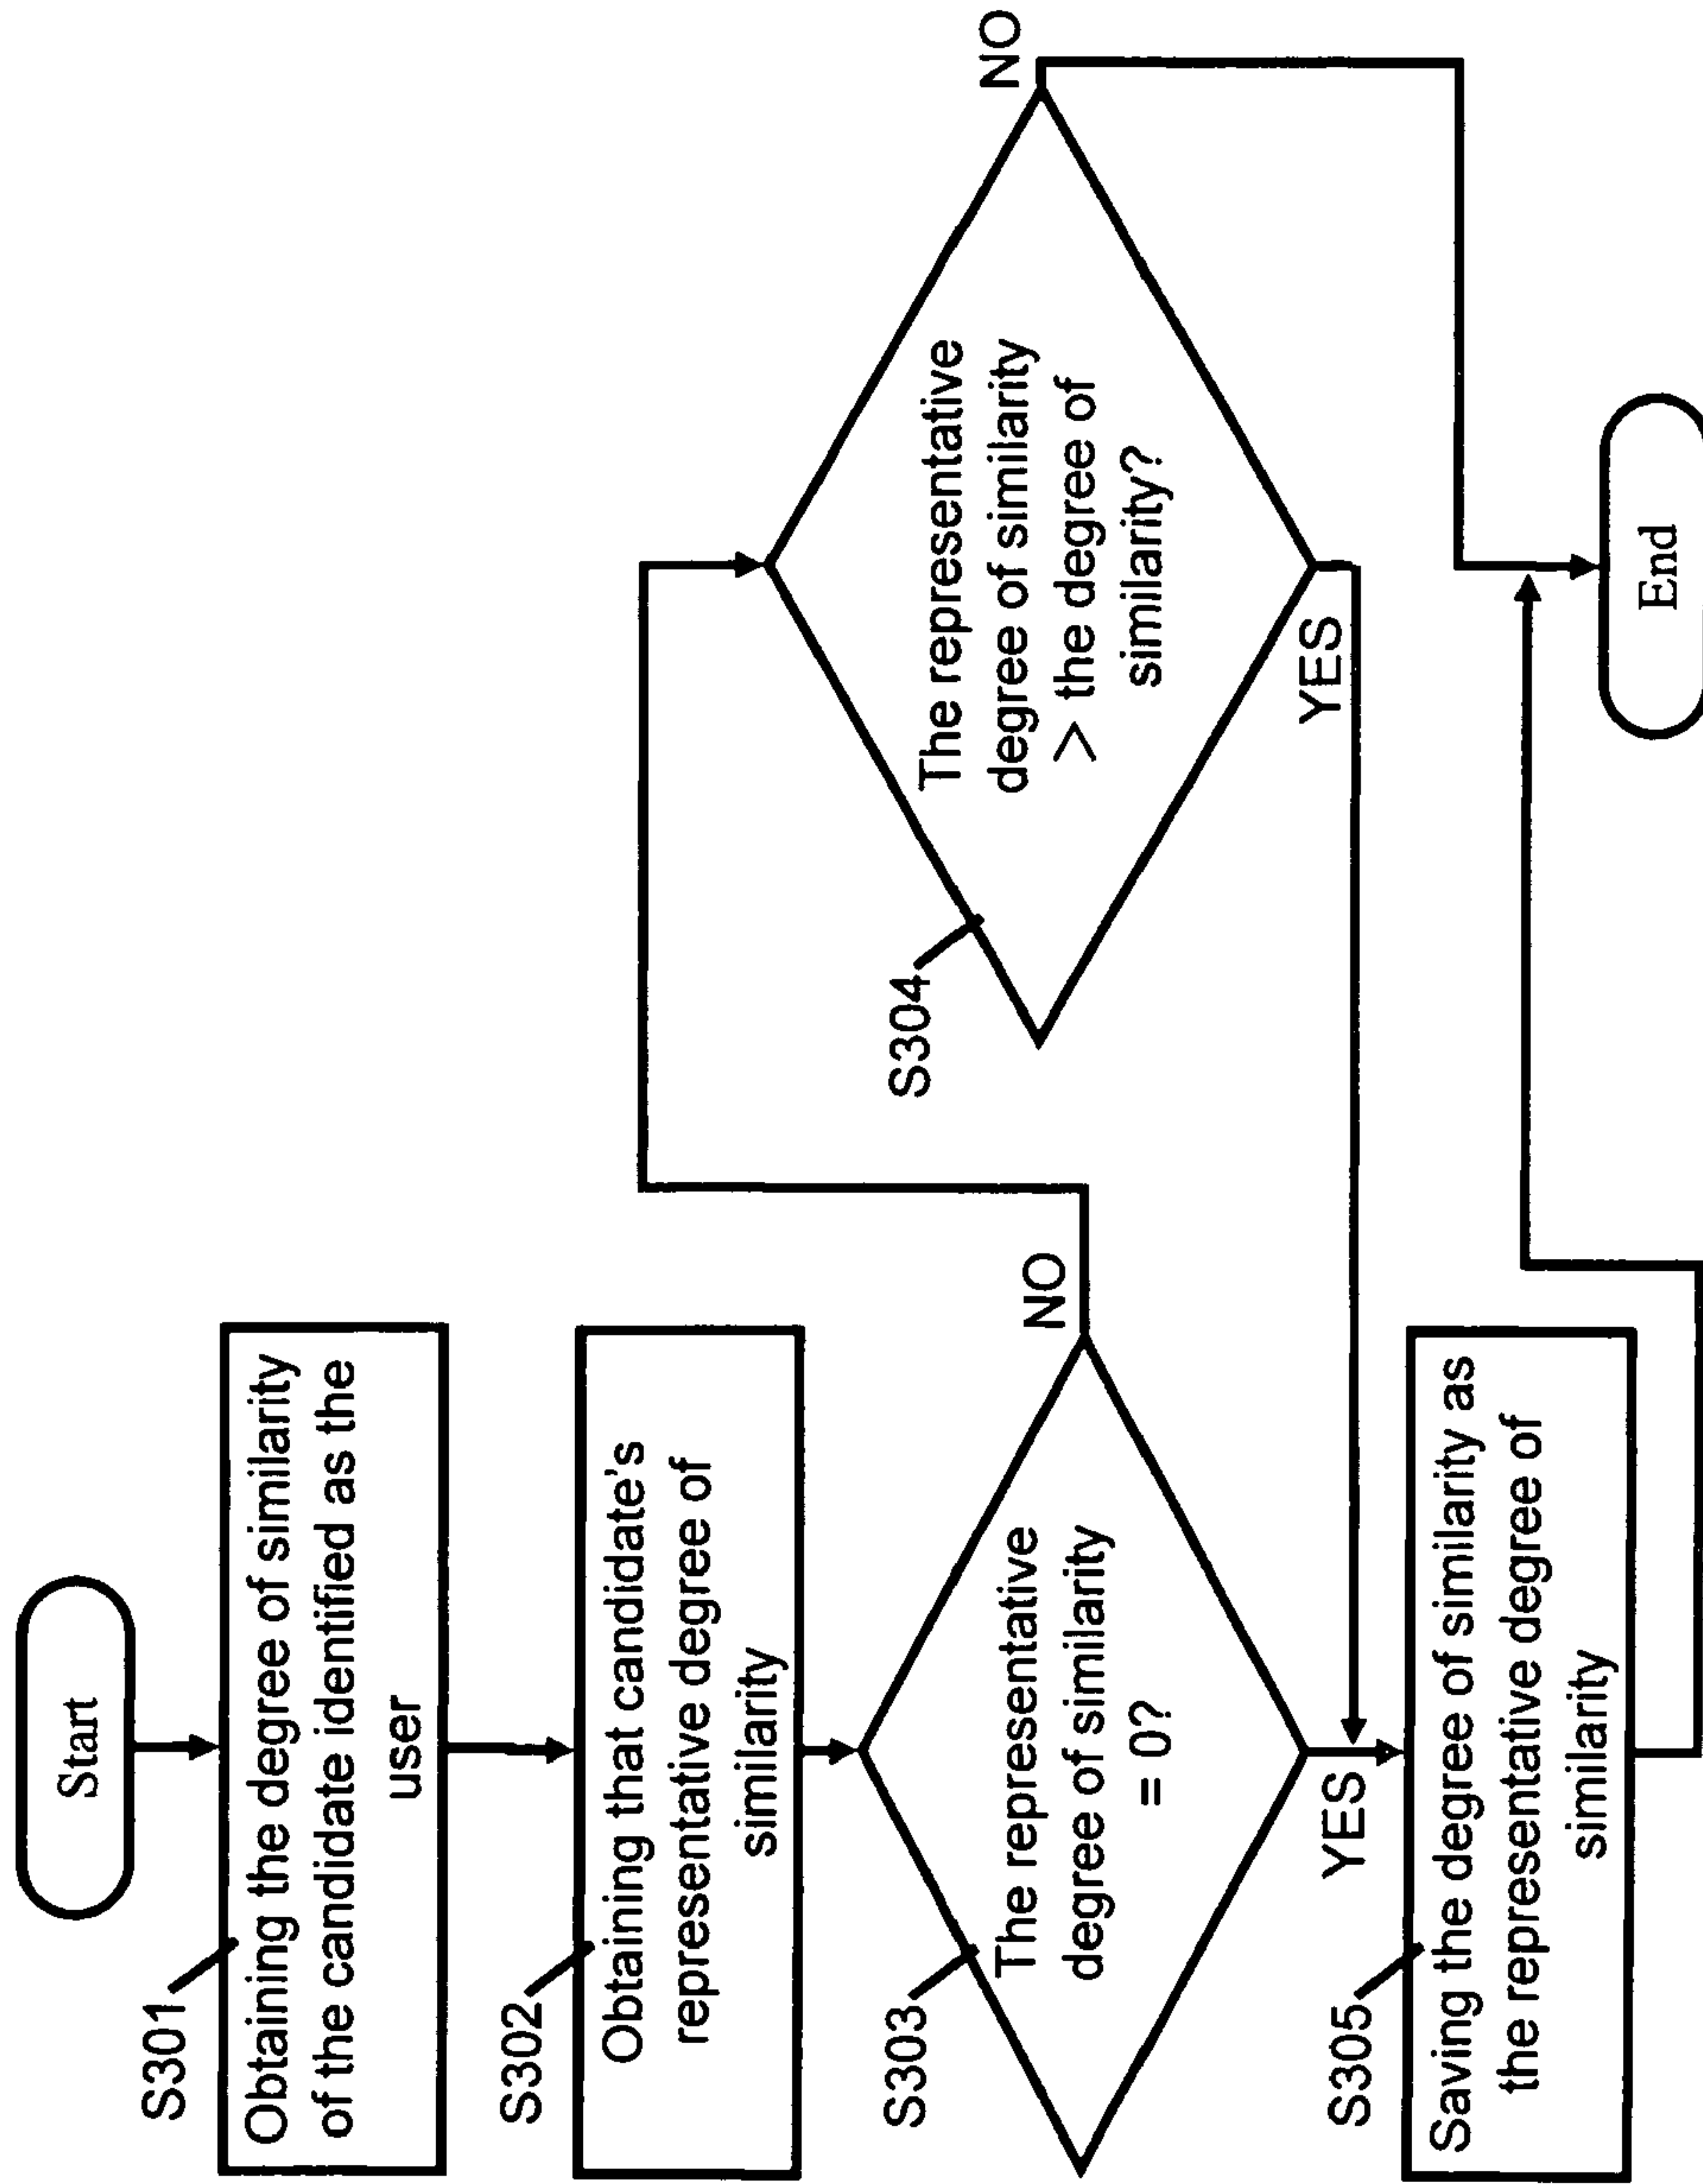 Start
S301
Obtaining the degree of similarity
of the candidate identified as the
user
S302
Obtaining that candidate's
representative degree of
similarity
S303
The representative
degree of similarity
= 0?
NO
YES
S304
The representative
degree of similarity
> the degree of
similarity?
NO
YES
S305
Saving the degree of similarity as
the representative degree of
similarity
End